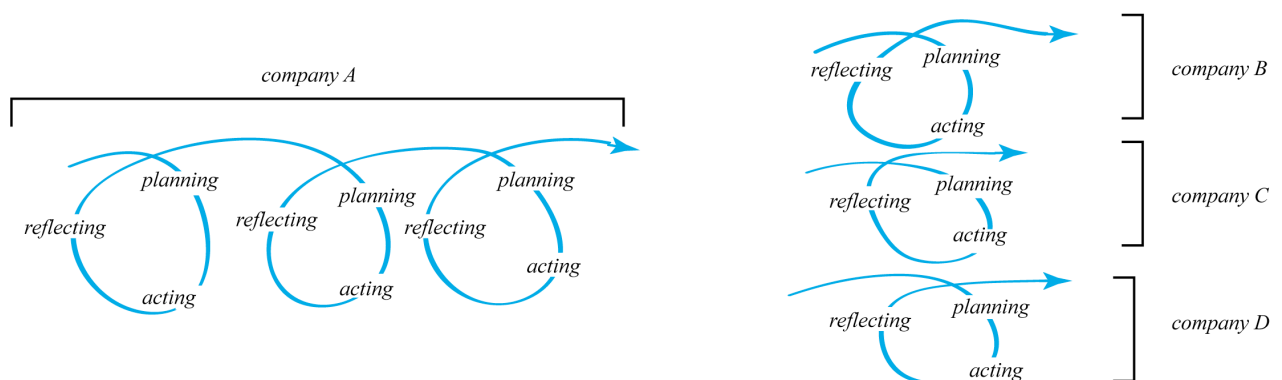 company A
planning
reflecting
acting
planning
reflecting
acting
planning
reflecting
acting
planning
reflecting
acting
company B
planning
reflecting
acting
company C
planning
reflecting
acting
company D